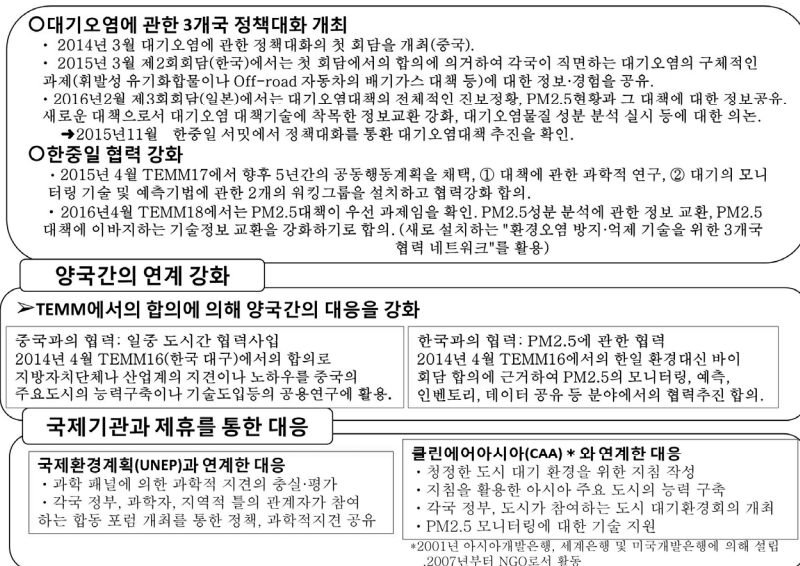 ○대기오염에 관한 3개국 정책대화 개최
・ 2014년 3월 대기오염에 관한 정책대화의 첫 회담을 개최(중국).
・ 2015년 3월 제2회회담(한국)에서는 첫 회담에서의 합의에 의거하여 각국이 직면하는 대기오염의 구체적인
과제(휘발성 유기화합물이나 Off-road 자동차의 배기가스 대책 등)에 대한 정보·경험을 공유.
・2016년2월 제3회회담(일본)에서는 대기오염대책의 전체적인 진보정황, PM2.5현황과 그 대책에 대한 정보공유.
새로운 대책으로서 대기오염 대책기술에 착목한 정보교환 강화, 대기오염물질 성분 분석 실시 등에 대한 의논.
➜2015년11월 한중일 서밋에서 정책대화를 통환 대기오염대책 추진을 확인.
○한중일 협력 강화
・2015년 4월 TEMM17에서 향후 5년간의 공동행동계획을 채택, ① 대책에 관한 과학적 연구, ② 대기의 모니
터링 기술 및 예측기법에 관한 2개의 워킹그룹을 설치하고 협력강화 합의.
・2016년4월 TEMM18에서는 PM2.5대책이 우선 과제임을 확인. PM2.5성분 분석에 관한 정보 교환, PM2.5
대책에 이바지하는 기술정보 교환을 강화하기로 합의. (새로 설치하는 "환경오염 방지·억제 기술을 위한 3개국
협력 네트워크"를 활용)
양국간의 연계 강화
➢TEMM에서의 합의에 의해 양국간의 대응을 강화
중국과의 협력: 일중 도시간 협력사입
2014년 4월 TEMM16(한국 대구)에서의 합의로
지방자치단체나 산업계의 지견이나 노하우를 중국의
주요도시의 능력구축이나 기술도입등의 공용연구에 활용.
한국과의 협력: PM2.5에 관한 협력
2014년 4월 TEMM16에서의 한일 환경대신 바이
회담 합의에 근거하여 PM2.5의 모니터링, 예측,
인벤토리, 데이터 공유 등 분야에서의 협력추진 합의.
국제기관과 제휴를 통한 대응
국제환경계획(UNEP)과 연계한 대응
・과학 패널에 의한 과학적 지견의 충실·평가
・각국 정부, 과학자, 지역적 틀의 관계자가 참여
하는 합동 포럼 개최를 통한 정책, 과학적지견 공유
클린에어아시아(CAA) * 와 연계한 대응
・청정한 도시 대기 환경을 위한 지침 작성
・지침을 활용한 아시아 주요 도시의 능력 구축
・각국 정부, 도시가 참여하는 도시 대기환경회의 개최
・PM2.5 모니터링에 대한 기술 지원
*2001년 아시아개발은행, 세계은행 및 미국개발은행에 의해 설립
.2007년부터 NGO로서 활동